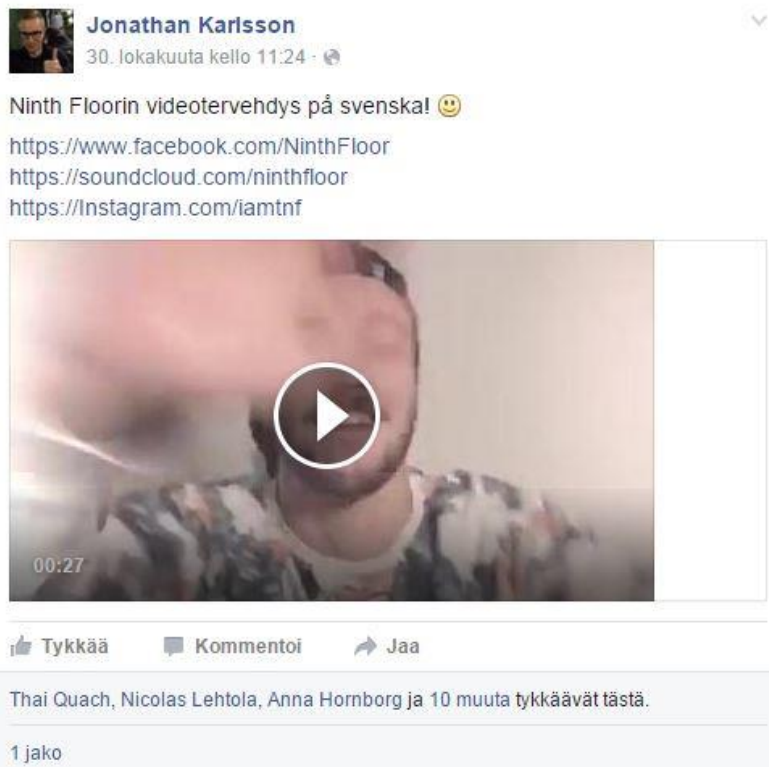 Jonathan Karlsson
30. lokakuuta kello 11:24 ·
Ninth Floorin videotervehdys på svenska! 🙂
https://www.facebook.com/NinthFloor
https://soundcloud.com/ninthfloor
https://Instagram.com/iamtnf
00:27
Tykkää Kommentoi Jaa
Thai Quach, Nicolas Lehtola, Anna Hornborg ja 10 muuta tykkäävät tästä.
1 jako